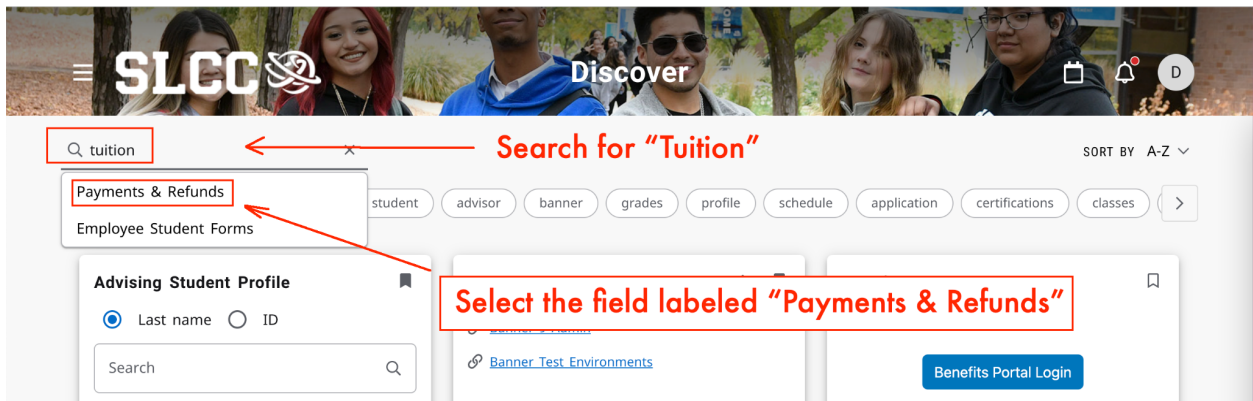 SLCC
Discover
D
tuition
Search for “Tuition”
SORT BY A-Z
Payments & Refunds
Employee Student Forms
student
advisor
banner
grades
profile
schedule
application
certifications
classes
Advising Student Profile
Last name
ID
Search
Select the field labeled “Payments & Refunds”
Banner Test Environments
Benefits Portal Login